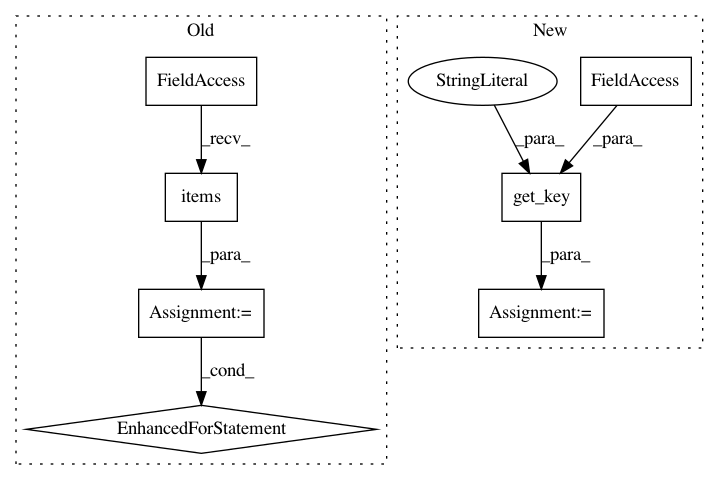 Old
FieldAccess
_recv_
items
_para_
Assignment:=
_cond_
EnhancedForStatement
New
StringLiteral
FieldAccess
_para_
_para_
get_key
_para_
Assignment:=